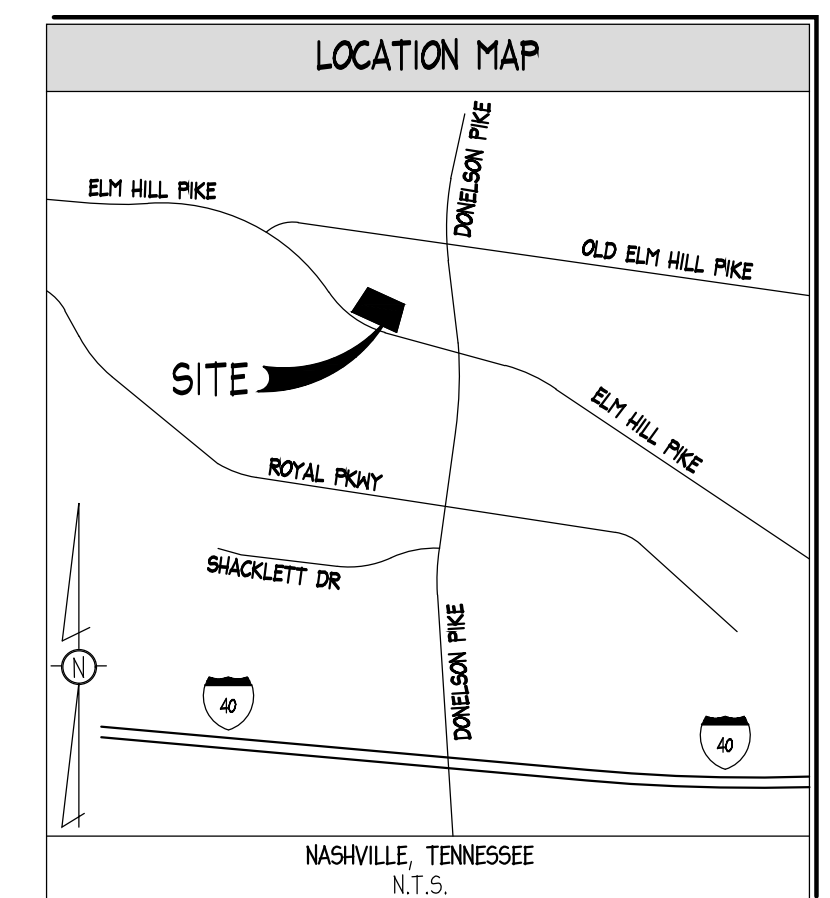 LOCATION MAP
DONELSON PIKE
ELM HILL PIKE
OLD ELM HILL PIKE
SITE
ELM HILL PIKE
ROYAL PKWY
SHACKLETT DR
DONELSON PIKE
N
40
40
NASHVILLE, TENNESSEE
N.T.S.